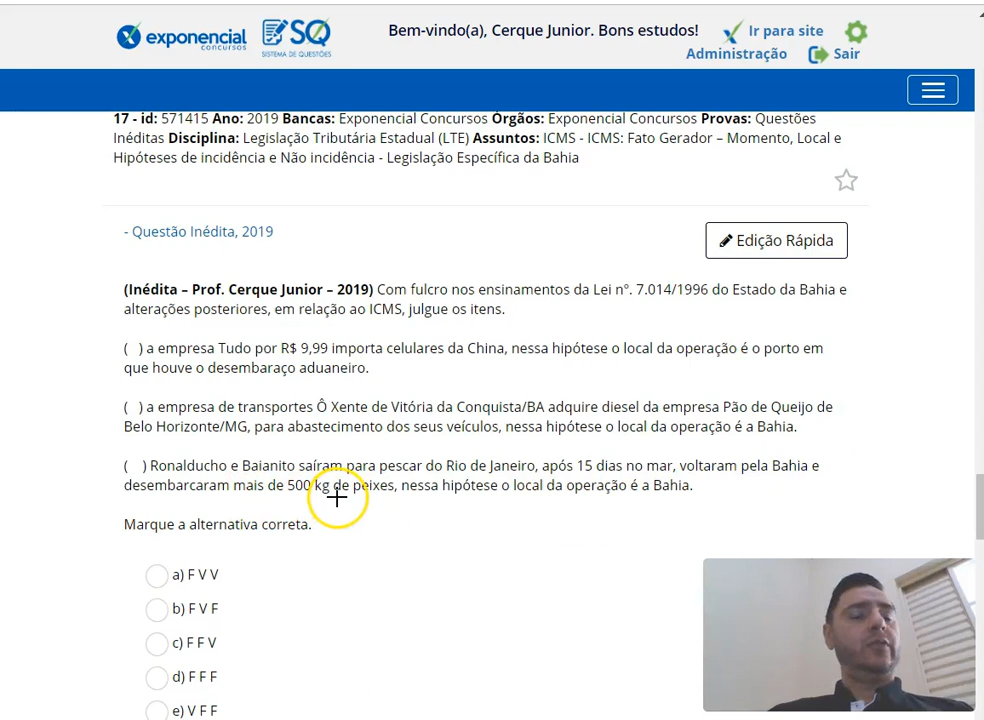 exponencial
concursos
SQ
SISTEMA DE QUESTÕES
Bem-vindo(a), Cerque Junior. Bons estudos!
Ir para site
Administração
Sair
17 - id: 571415 Ano: 2019 Bancas: Exponencial Concursos Órgãos: Exponencial Concursos Provas: Questões
Inéditas Disciplina: Legislação Tributária Estadual (LTE) Assuntos: ICMS - ICMS: Fato Gerador – Momento, Local e
Hipóteses de incidência e Não incidência - Legislação Específica da Bahia
- Questão Inédita, 2019
Edição Rápida
(Inédita – Prof. Cerque Junior – 2019) Com fulcro nos ensinamentos da Lei nº. 7.014/1996 do Estado da Bahia e
alterações posteriores, em relação ao ICMS, julgue os itens.
( ) a empresa Tudo por R$ 9,99 importa celulares da China, nessa hipótese o local da operação é o porto em
que houve o desembaraço aduaneiro.
( ) a empresa de transportes Ô Xente de Vitória da Conquista/BA adquire diesel da empresa Pão de Queijo de
Belo Horizonte/MG, para abastecimento dos seus veículos, nessa hipótese o local da operação é a Bahia.
( ) Ronalducho e Baianito saíram para pescar do Rio de Janeiro, após 15 dias no mar, voltaram pela Bahia e
desembarcaram mais de 500 kg de peixes, nessa hipótese o local da operação é a Bahia.
Marque a alternativa correta.
a) F V V
b) F V F
c) F F V
d) F F F
e) V F F